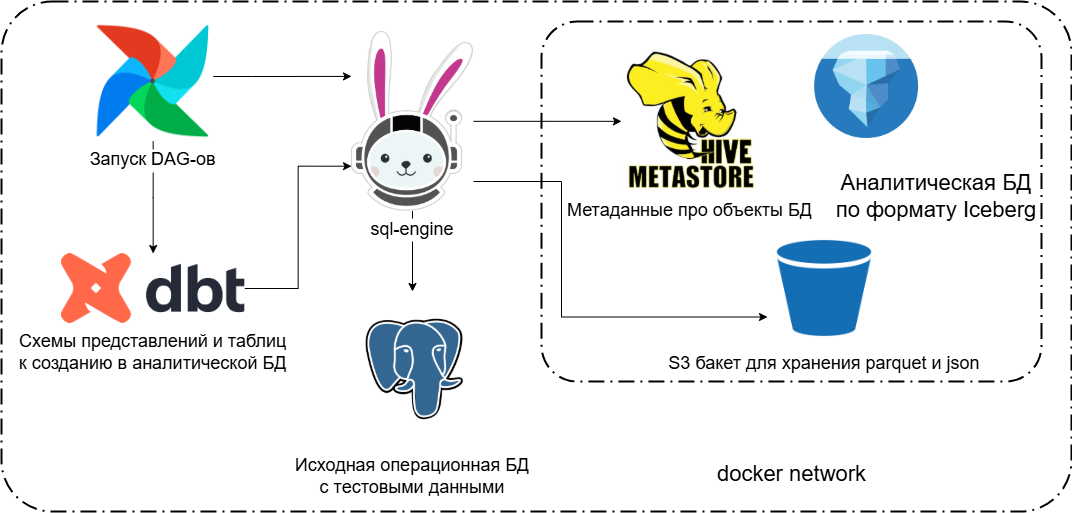 Запуск DAG-ов
sql-engine
HIVE
METASTORE
Метаданные про объекты БД
Аналитическая БД
по формату Iceberg
dbt
Схемы представлений и таблиц
к созданию в аналитической БД
S3 бакет для хранения parquet и json
Исходная операционная БД
с тестовыми данными
docker network